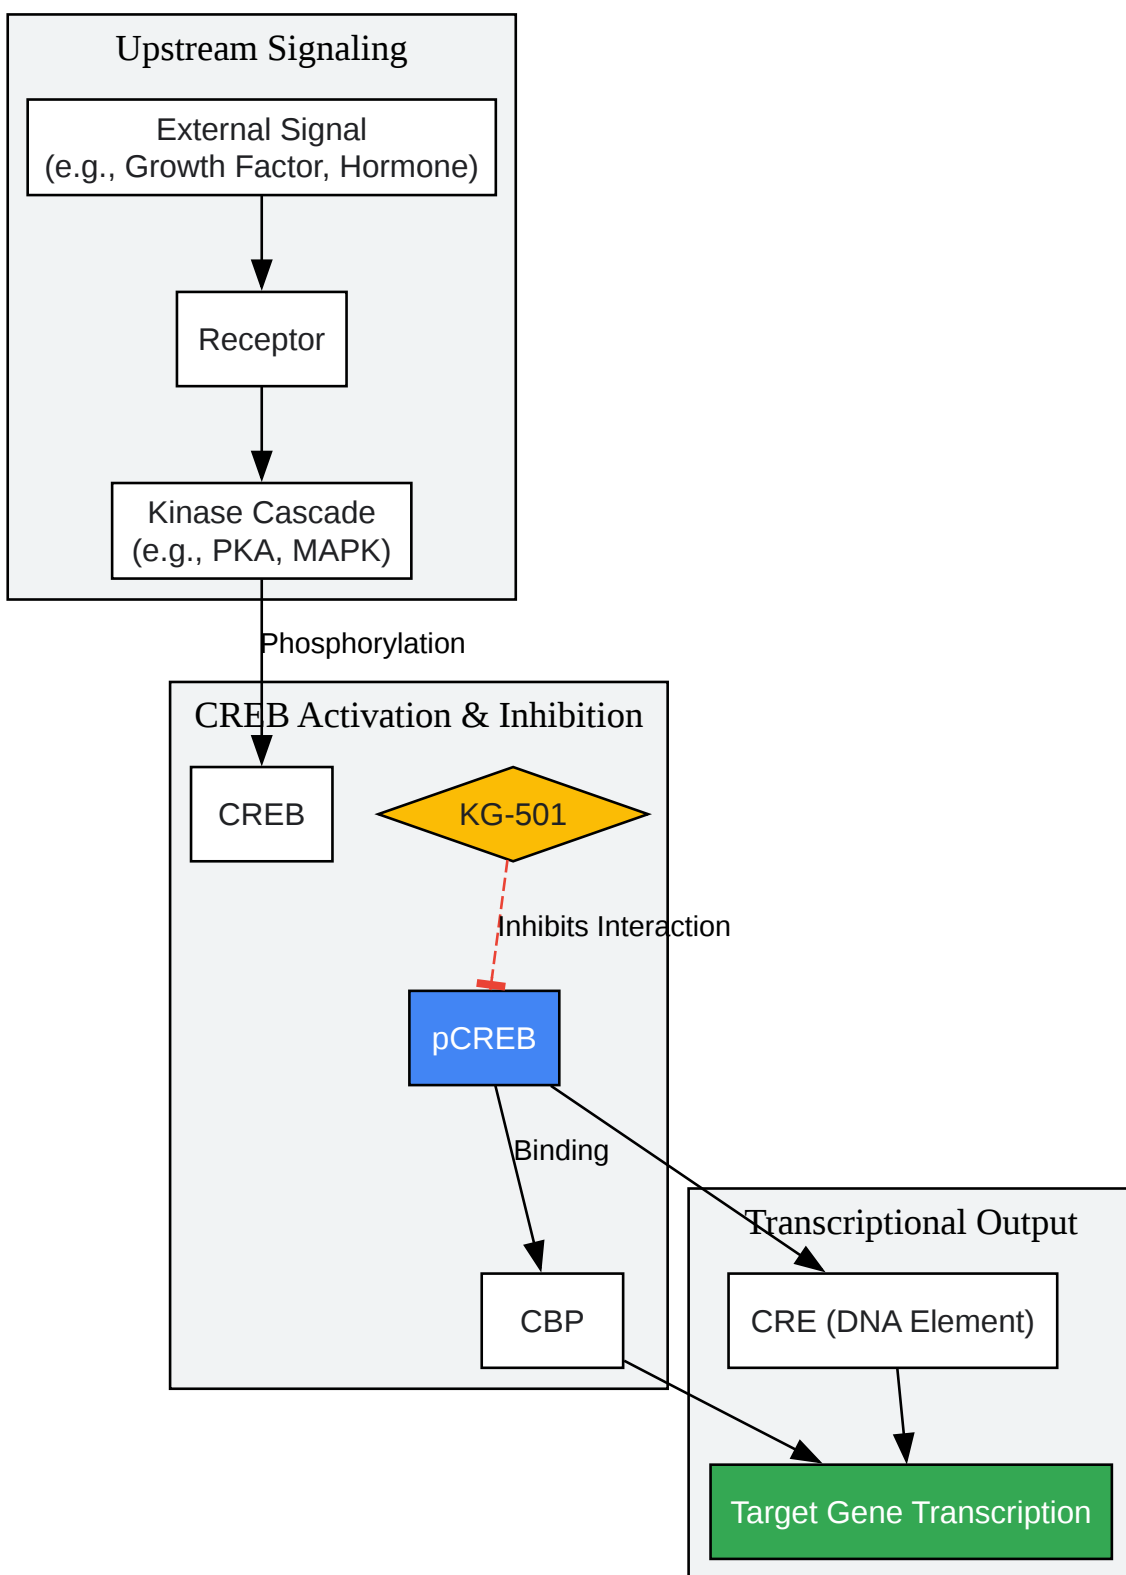 Upstream Signaling
External Signal
(e.g., Growth Factor, Hormone)
Receptor
Kinase Cascade
(e.g., PKA, MAPK)
Phosphorylation
CREB Activation & Inhibition
CREB
KG-501
Inhibits Interaction
pCREB
Binding
Transcriptional Output
CBP
CRE (DNA Element)
Target Gene Transcription